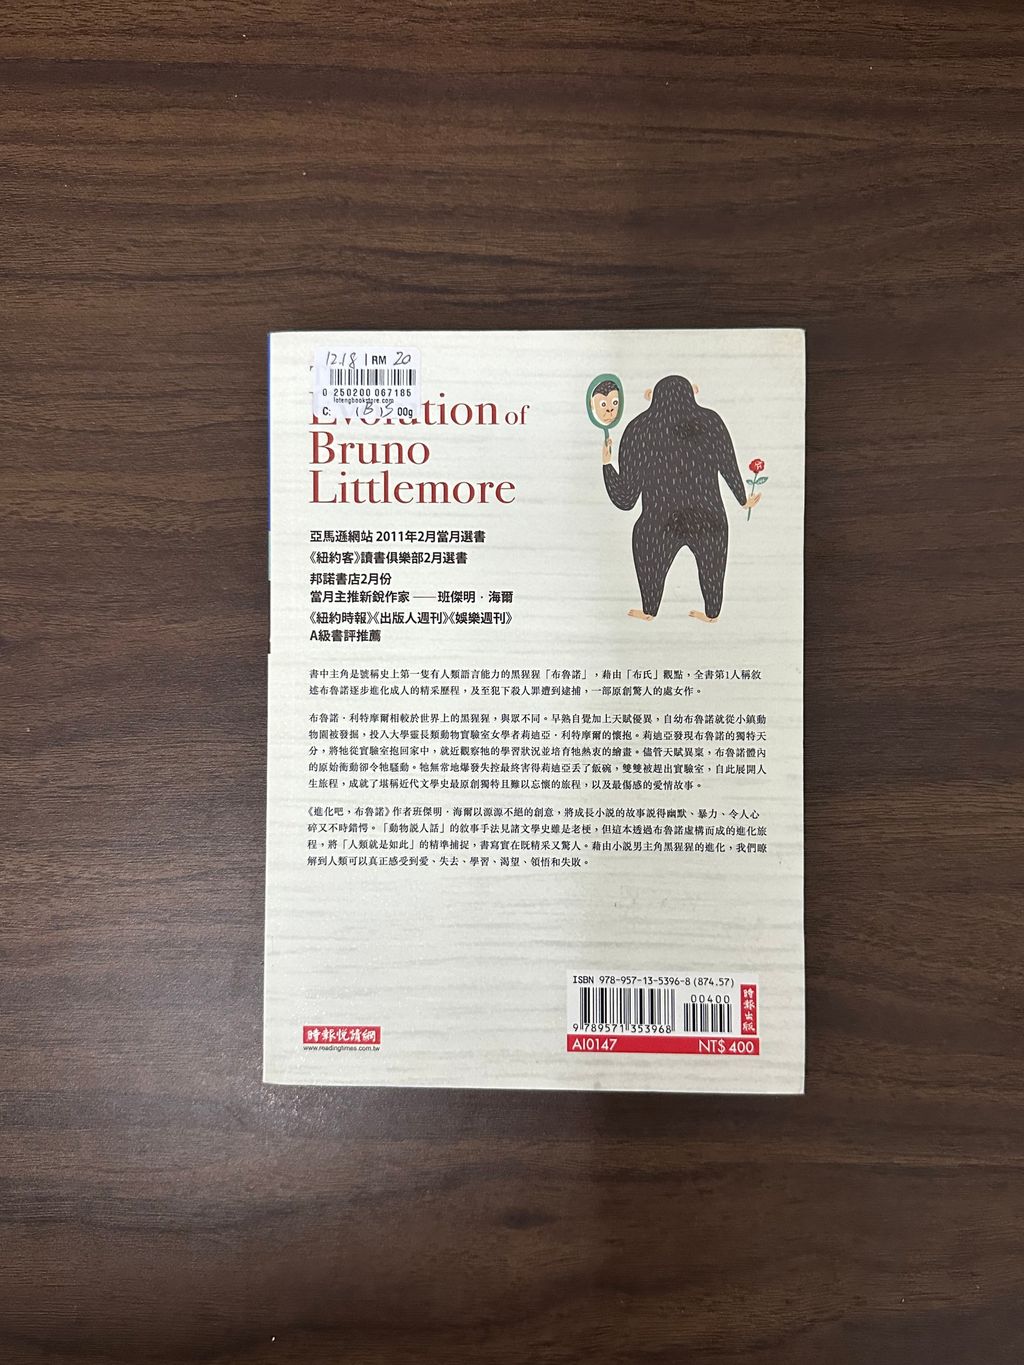 12.18 | RM 20
0 250200 067185
lotengbookstore.com
C: ( B )S 00g
Evolution of
Bruno
Littlemore
亞馬遜網站 2011年2月當月選書
《紐約客》讀書俱樂部2月選書
邦諾書店2月份
當月主推新銳作家 ——班傑明．海爾
《紐約時報》《出版人週刊》《娛樂週刊》
A級書評推薦
書中主角是號稱史上第一隻有人類語言能力的黑猩猩「布魯諾」，藉由「布氏」觀點，全書第1人稱敘
述布魯諾逐步進化成人的精采歷程，及至犯下殺人罪遭到逮捕，一部原創驚人的處女作。
布魯諾．利特摩爾相較於世界上的黑猩猩，與眾不同。早熟自覺加上天賦優異，自幼布魯諾就從小鎮動
物園被發掘，投入大學靈長類動物實驗室女學者莉迪亞．利特摩爾的懷抱。莉迪亞發現布魯諾的獨特天
分，將牠從實驗室抱回家中，就近觀察牠的學習狀況並培育牠熱衷的繪畫。儘管天賦異稟，布魯諾體內
的原始衝動卻令牠騷動。牠無常地爆發失控最終害得莉迪亞丟了飯碗，雙雙被趕出實驗室，自此展開人
生旅程，成就了堪稱近代文學史最原創獨特且難以忘懷的旅程，以及最傷感的愛情故事。
《進化吧，布魯諾》作者班傑明．海爾以源源不絕的創意，將成長小說的故事說得幽默、暴力、令人心
碎又不時錯愕。「動物說人話」的敘事手法見諸文學史雖是老梗，但這本透過布魯諾虛構而成的進化旅
程，將「人類就是如此」的精準捕捉，書寫實在既精采又驚人。藉由小說男主角黑猩猩的進化，我們瞭
解到人類可以真正感受到愛、失去、學習、渴望、領悟和失敗。
ISBN 978-957-13-5396-8 (874.57)
00400
9 789571 353968
時報出版
AI0147 NT$ 400
時報悅讀網
www.readingtimes.com.tw